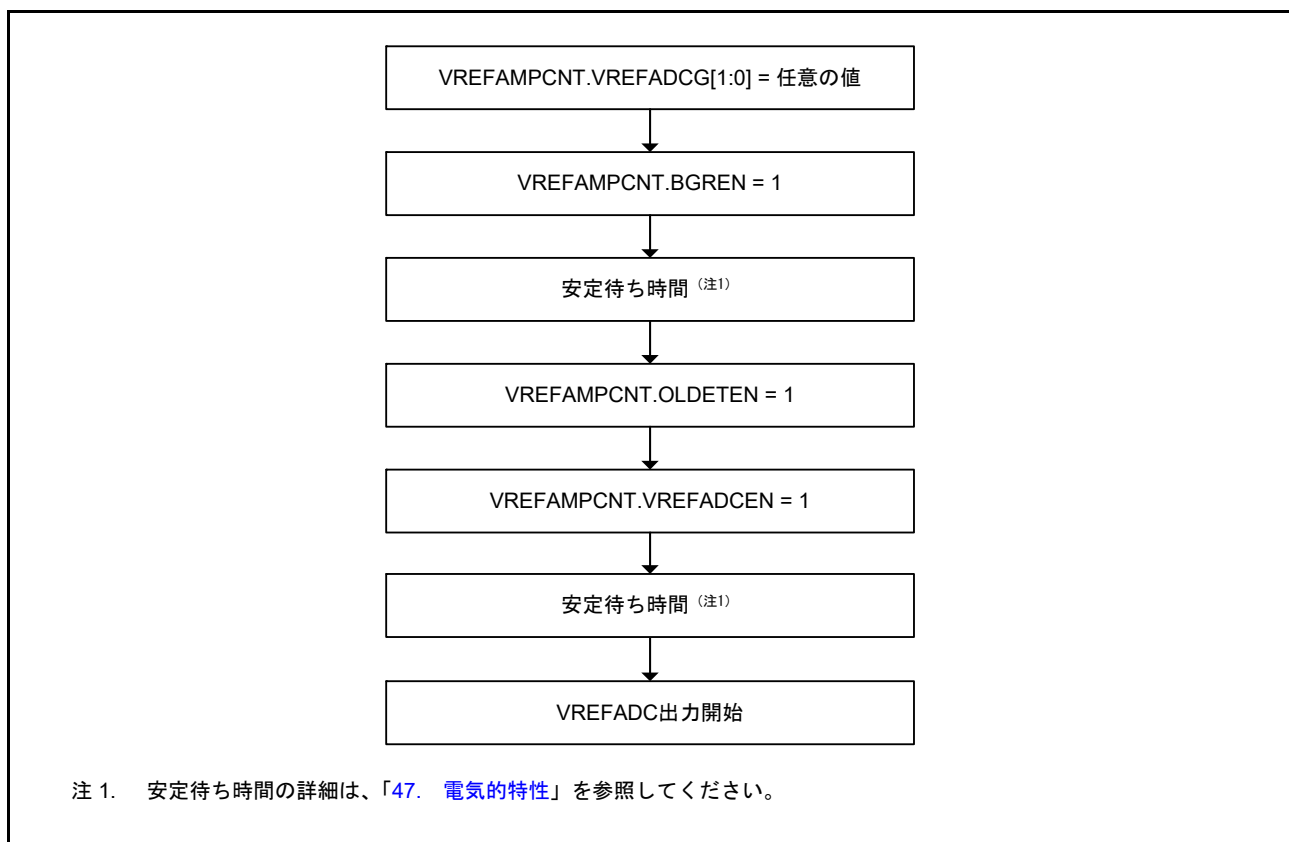 VREFAMPCNT.VREFADCG[1:0] = 任意の値
VREFAMPCNT.BGREN = 1
安定待ち時間（注1）
VREFAMPCNT.OLDETEN = 1
VREFAMPCNT.VREFADCEN = 1
安定待ち時間（注1）
VREFADC出力開始
注 1. 安定待ち時間の詳細は、「47. 電気的特性」を参照してください。